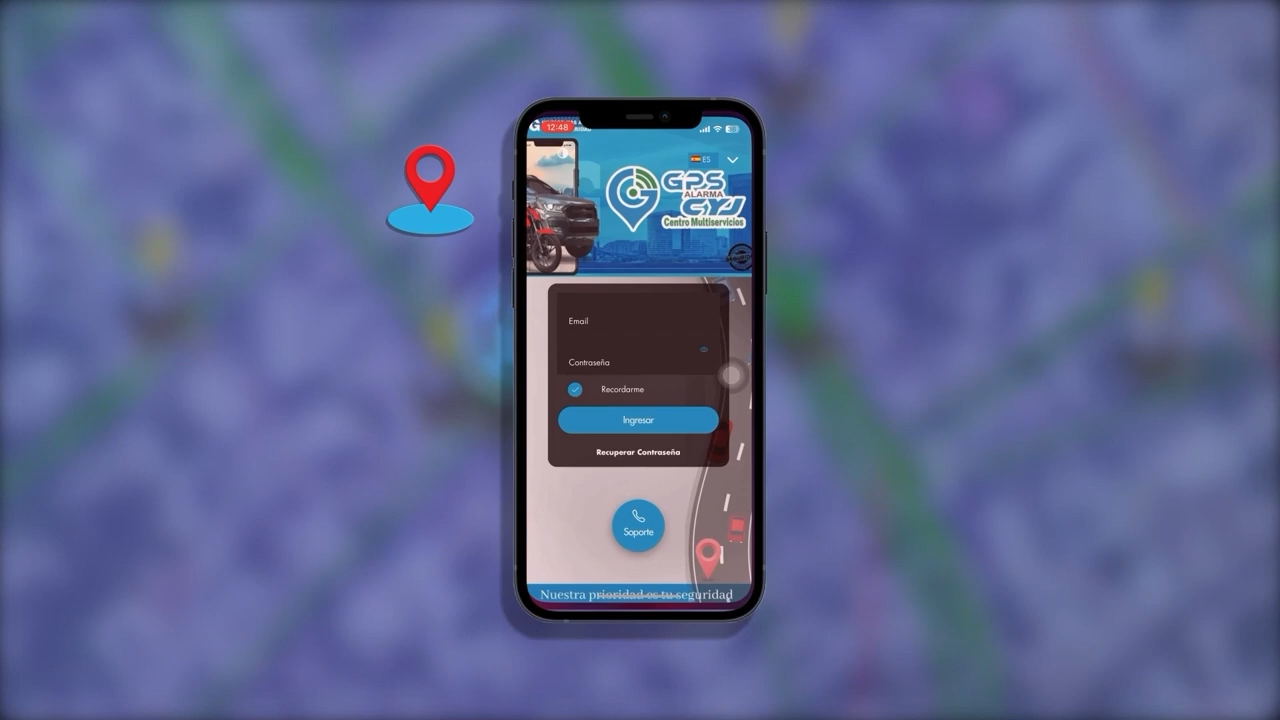 12:48
ES
GPS
ALARMA
CYJ
Centro Multiservicios
Email
Contraseña
Recordarme
Ingresar
Recuperar Contraseña
Soporte
Nuestra prioridad es tu seguridad